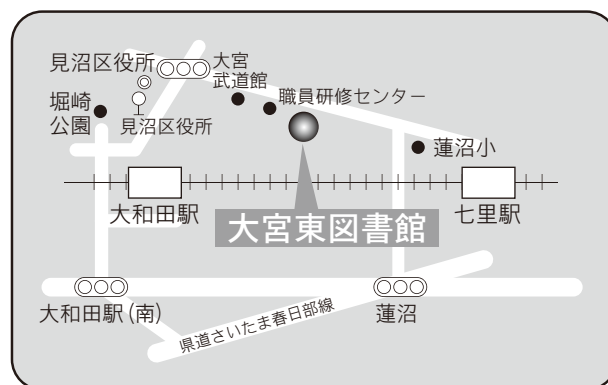 見沼区役所
大宮
武道館
職員研修センター
堀崎
公園
見沼区役所
蓮沼小
大和田駅
七里駅
大宮東図書館
大和田駅(南)
県道さいたま春日部線
蓮沼